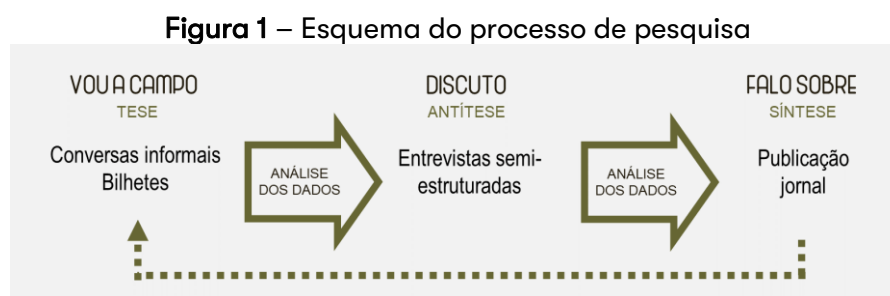 Figura 1 – Esquema do processo de pesquisa
VOU A CAMPO
TESE
Conversas informais
Bilhetes
ANÁLISE
DOS DADOS
DISCUTO
ANTÍTESE
Entrevistas semi-
estruturadas
ANÁLISE
DOS DADOS
FALO SOBRE
SÍNTESE
Publicação
jornal